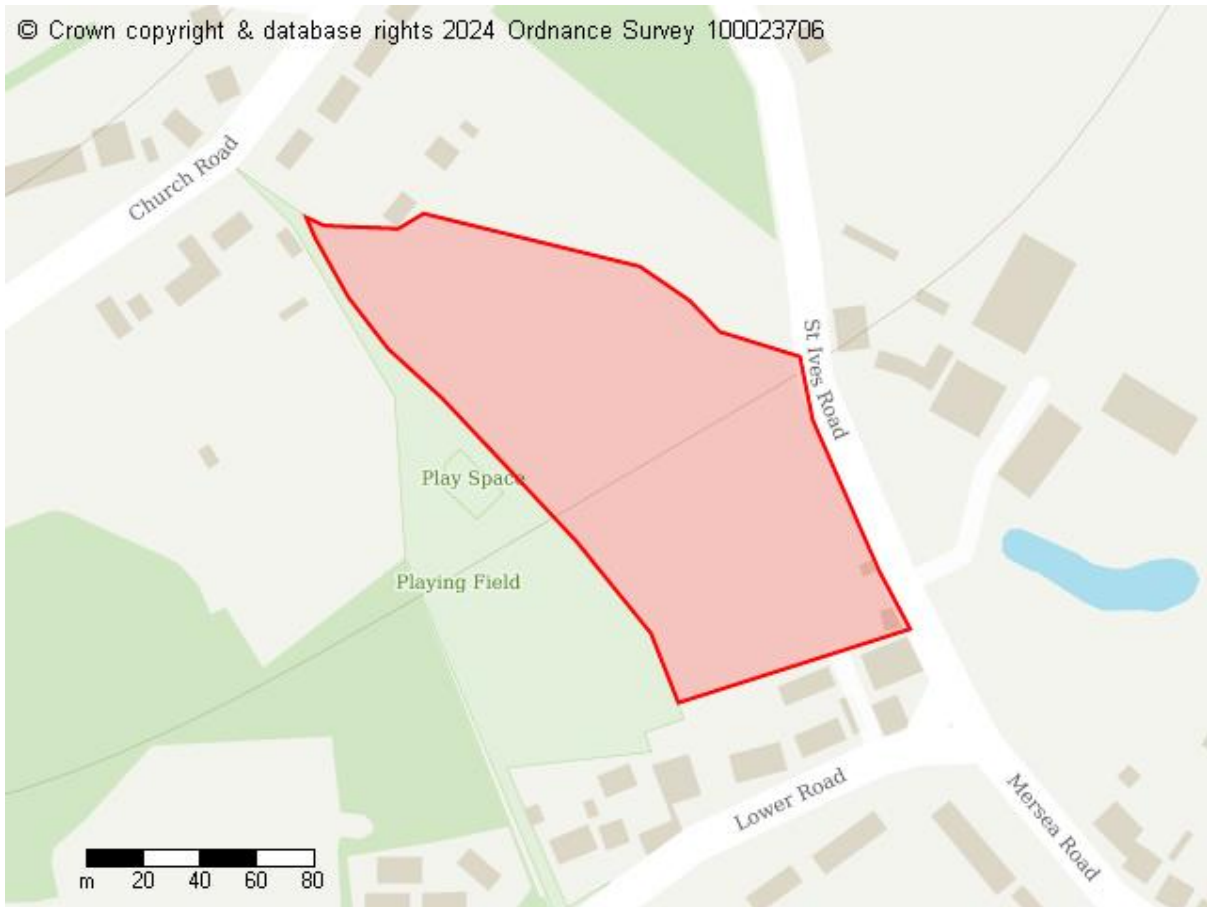 © Crown copyright & database rights 2024 Ordnance Survey 100023706
Church Road
St Ives Road
Play Space
Playing Field
Lower Road
Mersea Road
m 20 40 60 80